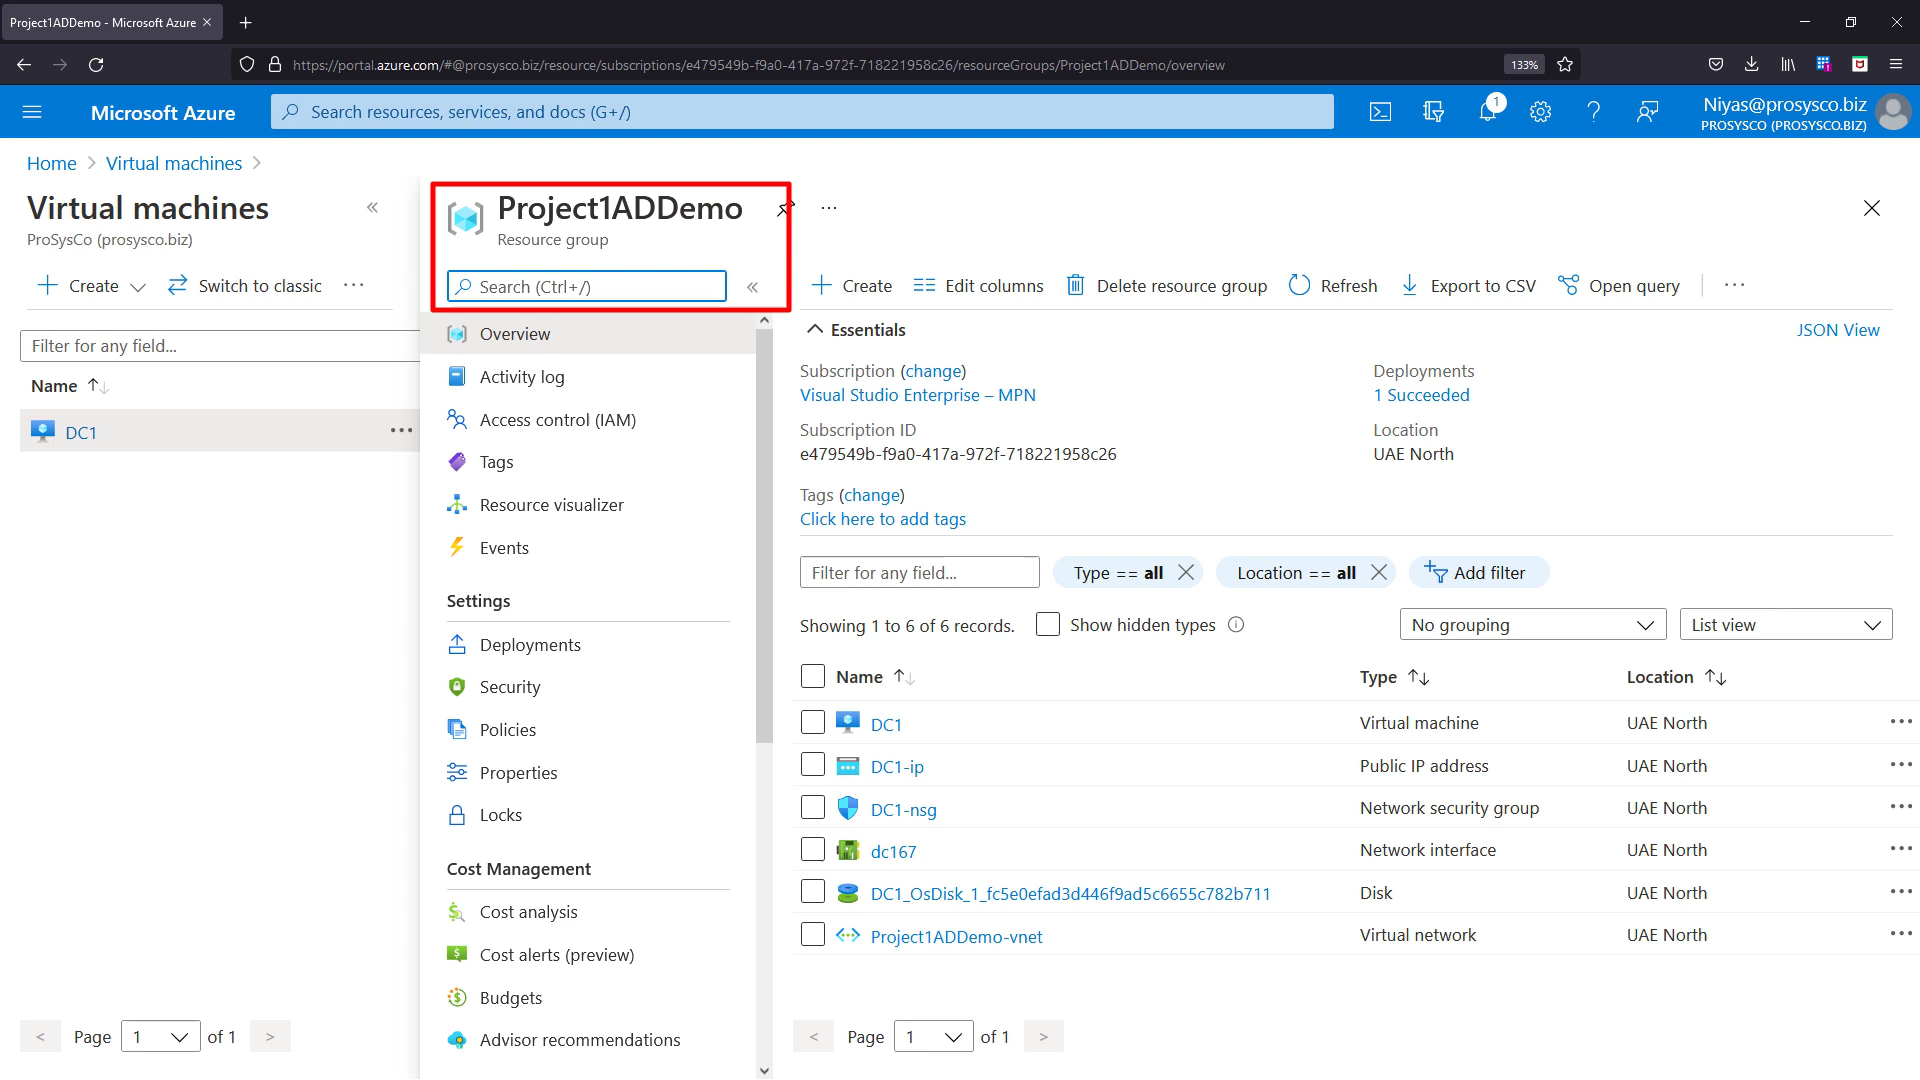 Project1ADDemo - Microsoft Azure
https://portal.azure.com/#@prosysco.biz/resource/subscriptions/e479549b-f9a0-417a-972f-718221958c26/resourceGroups/Project1ADDemo/overview
133%
Microsoft Azure
Search resources, services, and docs (G+/)
1
Niyas@prosysco.biz
PROSYSCO (PROSYSCO.BIZ)
Home > Virtual machines >
Virtual machines
ProSysCo (prosysco.biz)
Create
Switch to classic
Filter for any field...
Name
DC1
Page 1 of 1
Project1ADDemo
Resource group
Search (Ctrl+/)
Overview
Activity log
Access control (IAM)
Tags
Resource visualizer
Events
Settings
Deployments
Security
Policies
Properties
Locks
Cost Management
Cost analysis
Cost alerts (preview)
Budgets
Advisor recommendations
Create
Edit columns
Delete resource group
Refresh
Export to CSV
Open query
Essentials
JSON View
Subscription (change)
Visual Studio Enterprise – MPN
Subscription ID
e479549b-f9a0-417a-972f-718221958c26
Deployments
1 Succeeded
Location
UAE North
Tags (change)
Click here to add tags
Filter for any field...
Type == all
Location == all
Add filter
Showing 1 to 6 of 6 records.
Show hidden types
No grouping
List view
Name Type Location
DC1 Virtual machine UAE North
DC1-ip Public IP address UAE North
DC1-nsg Network security group UAE North
dc167 Network interface UAE North
DC1_OsDisk_1_fc5e0efad3d446f9ad5c6655c782b711 Disk UAE North
Project1ADDemo-vnet Virtual network UAE North
< Page 1 of 1 >